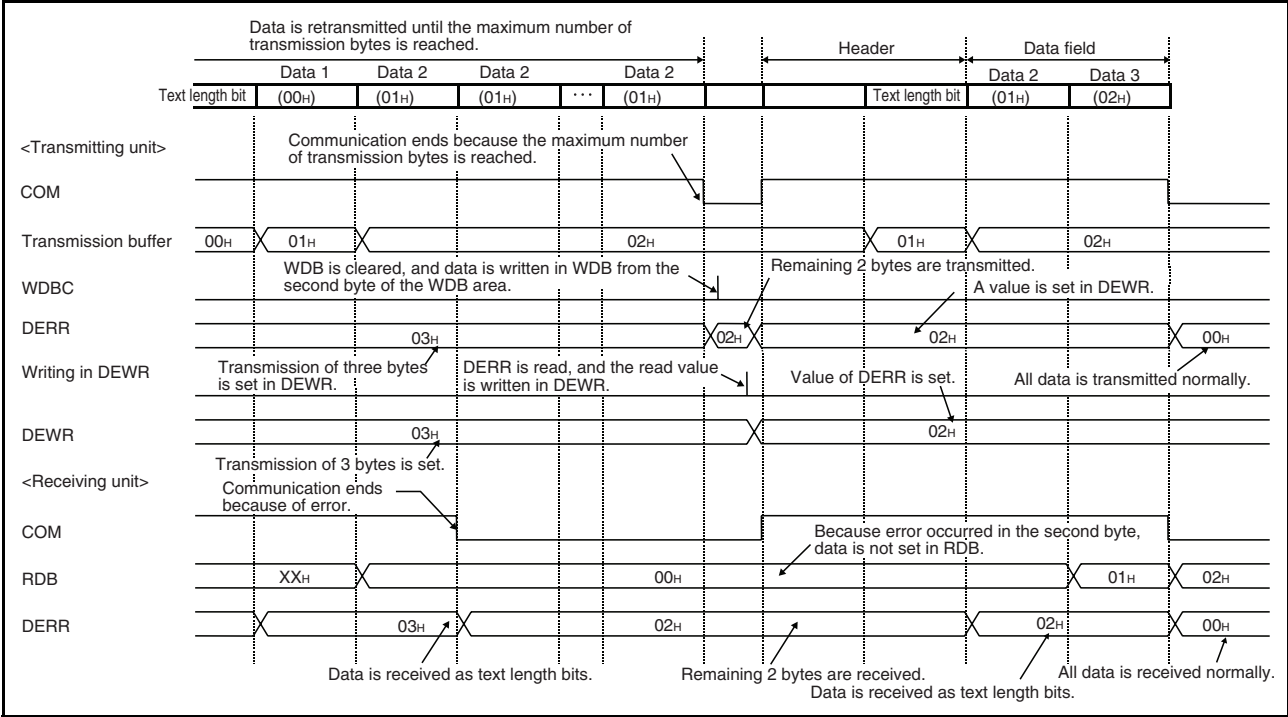 Data is retransmitted until the maximum number of
transmission bytes is reached.
Header
Data field
Data 1
Data 2
Data 2
Data 2
Data 2
Data 3
Text length bit
(00H)
(01H)
(01H)
···
(01H)
Text length bit
(01H)
(02H)
<Transmitting unit>
Communication ends because the maximum number
of transmission bytes is reached.
COM
Transmission buffer
00H
01H
02H
01H
02H
WDB is cleared, and data is written in WDB from the
second byte of the WDB area.
Remaining 2 bytes are transmitted.
WDBC
A value is set in DEWR.
DERR
03H
02H
02H
00H
Writing in DEWR
Transmission of three bytes
is set in DEWR.
DERR is read, and the read value
is written in DEWR.
Value of DERR is set.
All data is transmitted normally.
DEWR
03H
02H
Transmission of 3 bytes is set.
<Receiving unit>
Communication ends
because of error.
COM
Because error occurred in the second byte,
data is not set in RDB.
RDB
XXH
00H
01H
02H
DERR
03H
02H
02H
00H
Data is received as text length bits.
Remaining 2 bytes are received.
All data is received normally.
Data is received as text length bits.